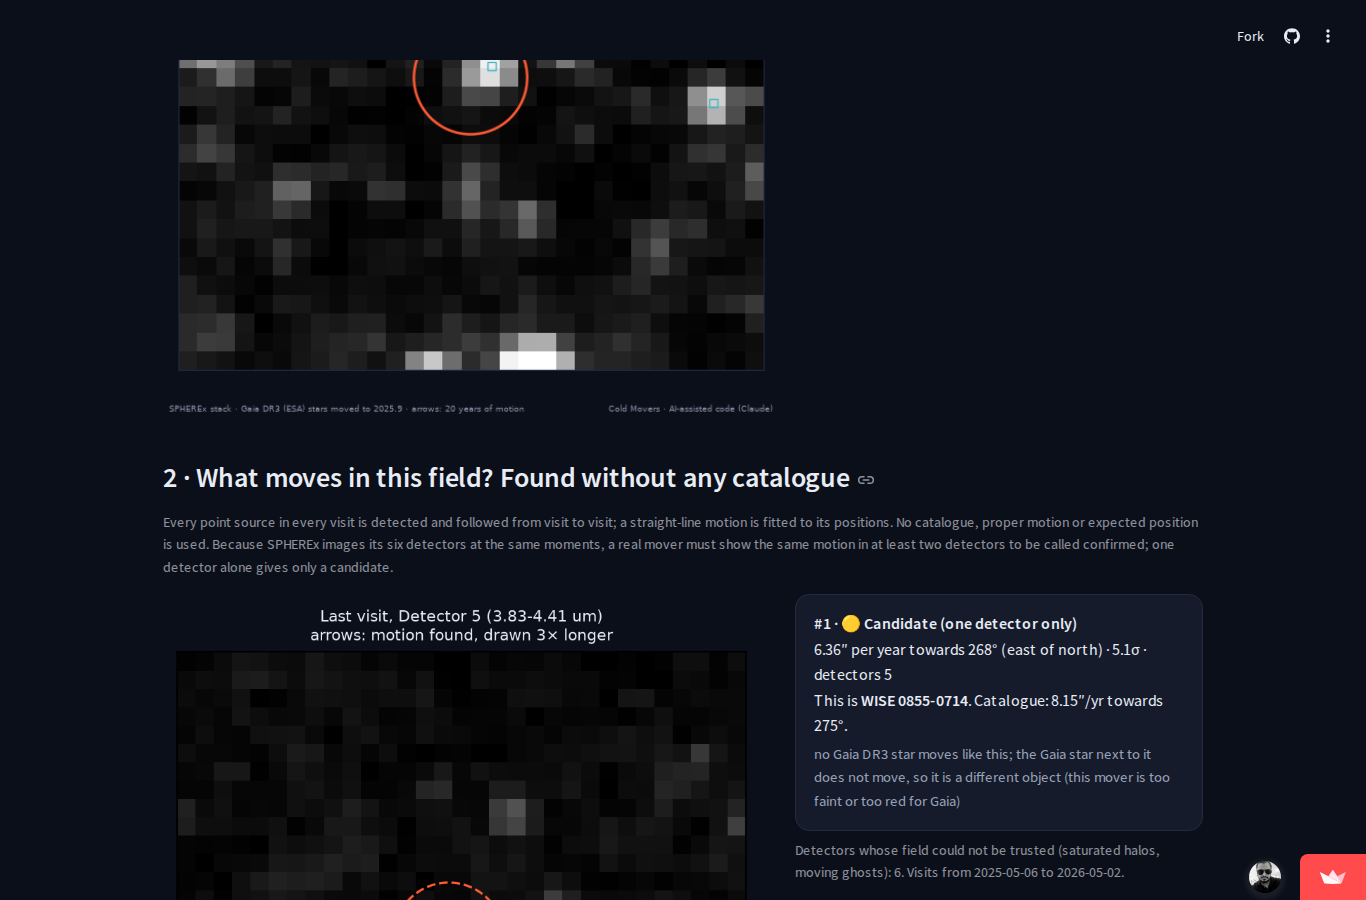 Fork
SPHEREx stack · Gaia DR3 (ESA) stars moved to 2025.9 · arrows: 20 years of motion
Cold Movers · AI-assisted code (Claude)
2 · What moves in this field? Found without any catalogue
Every point source in every visit is detected and followed from visit to visit; a straight-line motion is fitted to its positions. No catalogue, proper motion or expected position
is used. Because SPHEREx images its six detectors at the same moments, a real mover must show the same motion in at least two detectors to be called confirmed; one
detector alone gives only a candidate.
Last visit, Detector 5 (3.83-4.41 um)
arrows: motion found, drawn 3× longer
#1 · 🟡 Candidate (one detector only)
6.36″ per year towards 268° (east of north) · 5.1σ ·
detectors 5
This is WISE 0855-0714. Catalogue: 8.15″/yr towards
275°.
no Gaia DR3 star moves like this; the Gaia star next to it
does not move, so it is a different object (this mover is too
faint or too red for Gaia)
Detectors whose field could not be trusted (saturated halos,
moving ghosts): 6. Visits from 2025-05-06 to 2026-05-02.